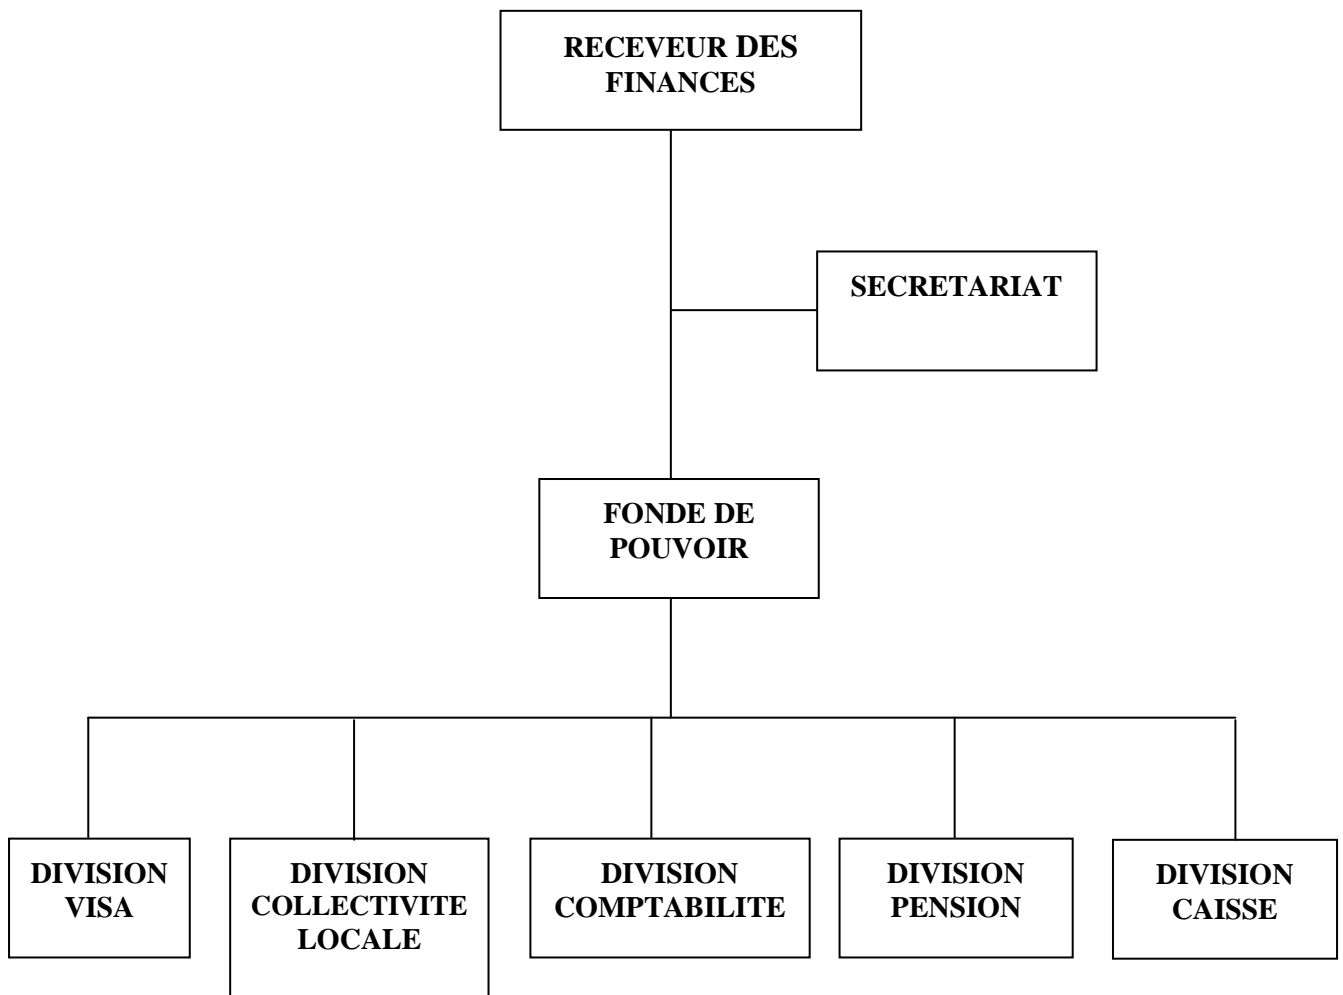 RECEVEUR DES
FINANCES
SECRETARIAT
FONDE DE
POUVOIR
DIVISION
VISA
DIVISION
COLLECTIVITE
LOCALE
DIVISION
COMPTABILITE
DIVISION
PENSION
DIVISION
CAISSE